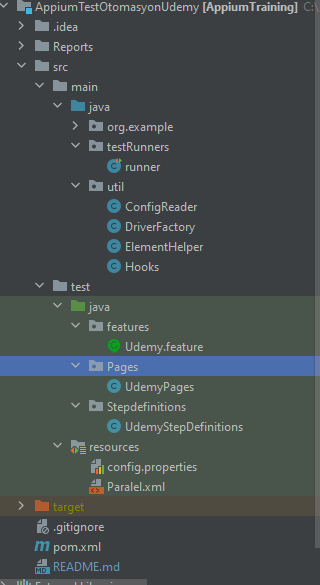 AppiumTestOtomasyonUdemy [AppiumTraining] C:\
.idea
Reports
src
main
java
org.example
testRunners
runner
util
ConfigReader
DriverFactory
ElementHelper
Hooks
test
java
features
Udemy.feature
Pages
UdemyPages
Stepdefinitions
UdemyStepDefinitions
resources
config.properties
Paralel.xml
target
.gitignore
pom.xml
README.md